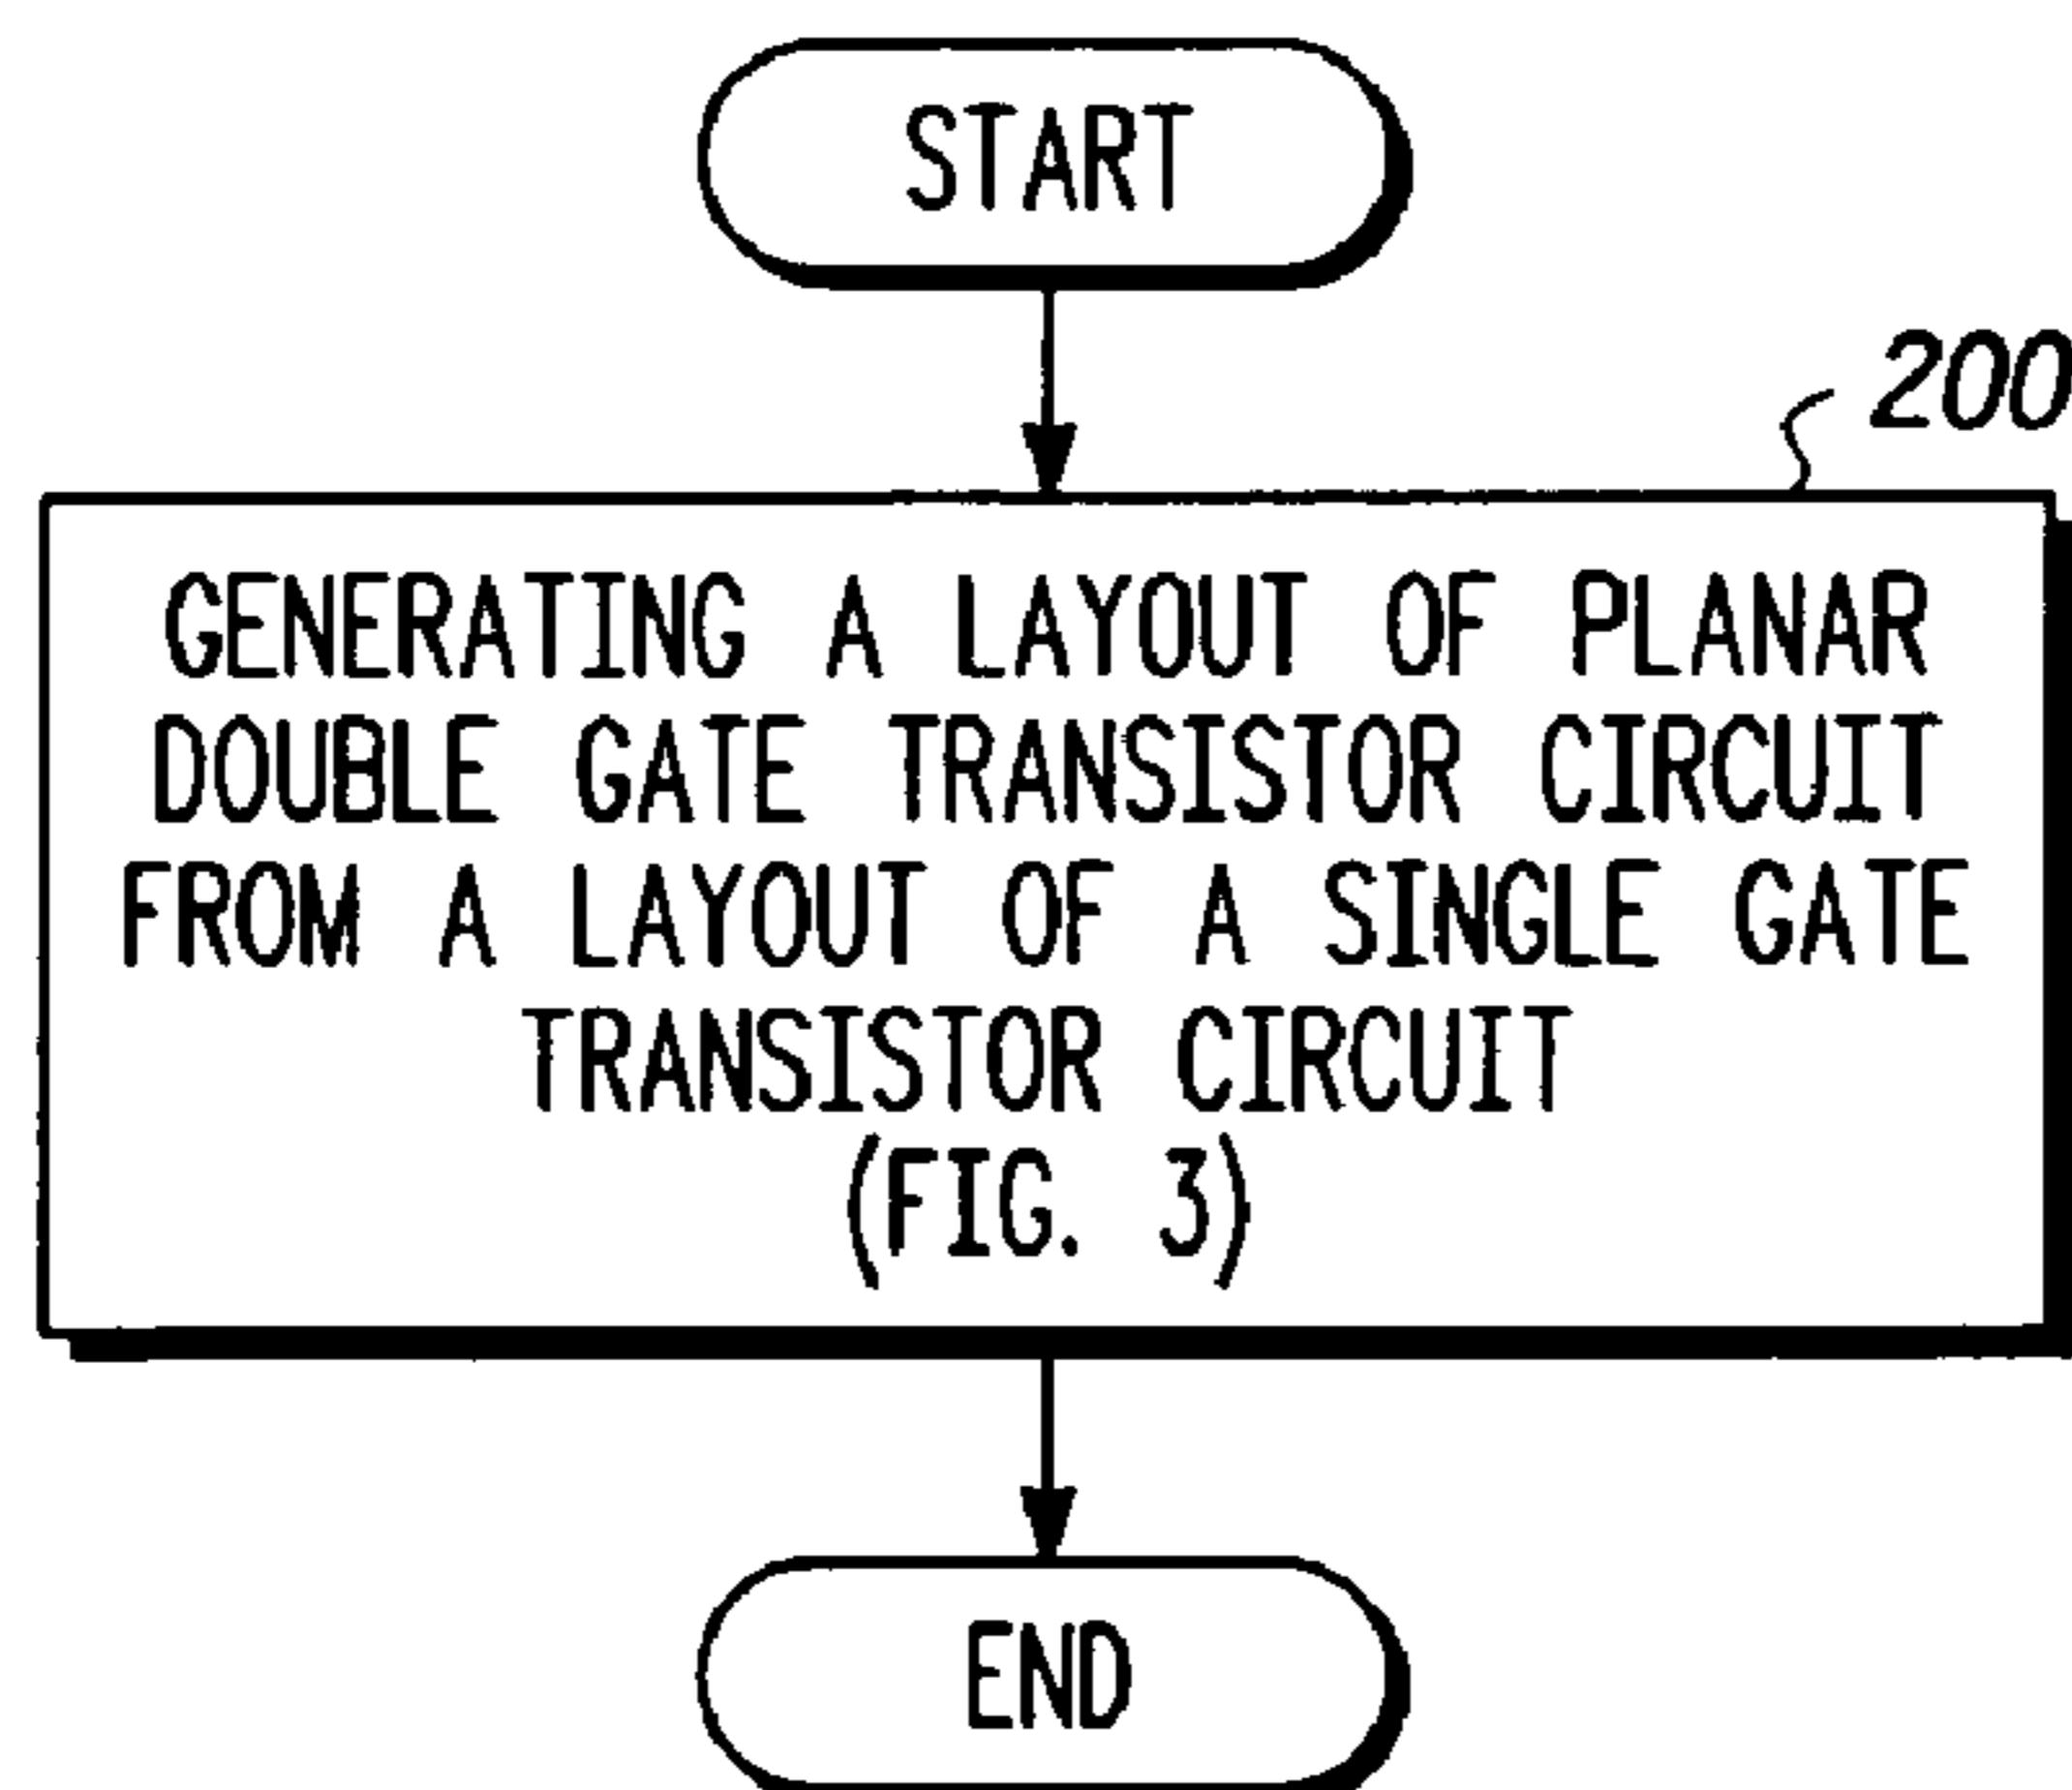 START
200
GENERATING A LAYOUT OF PLANAR
DOUBLE GATE TRANSISTOR CIRCUIT
FROM A LAYOUT OF A SINGLE GATE
TRANSISTOR CIRCUIT
(FIG. 3)
END